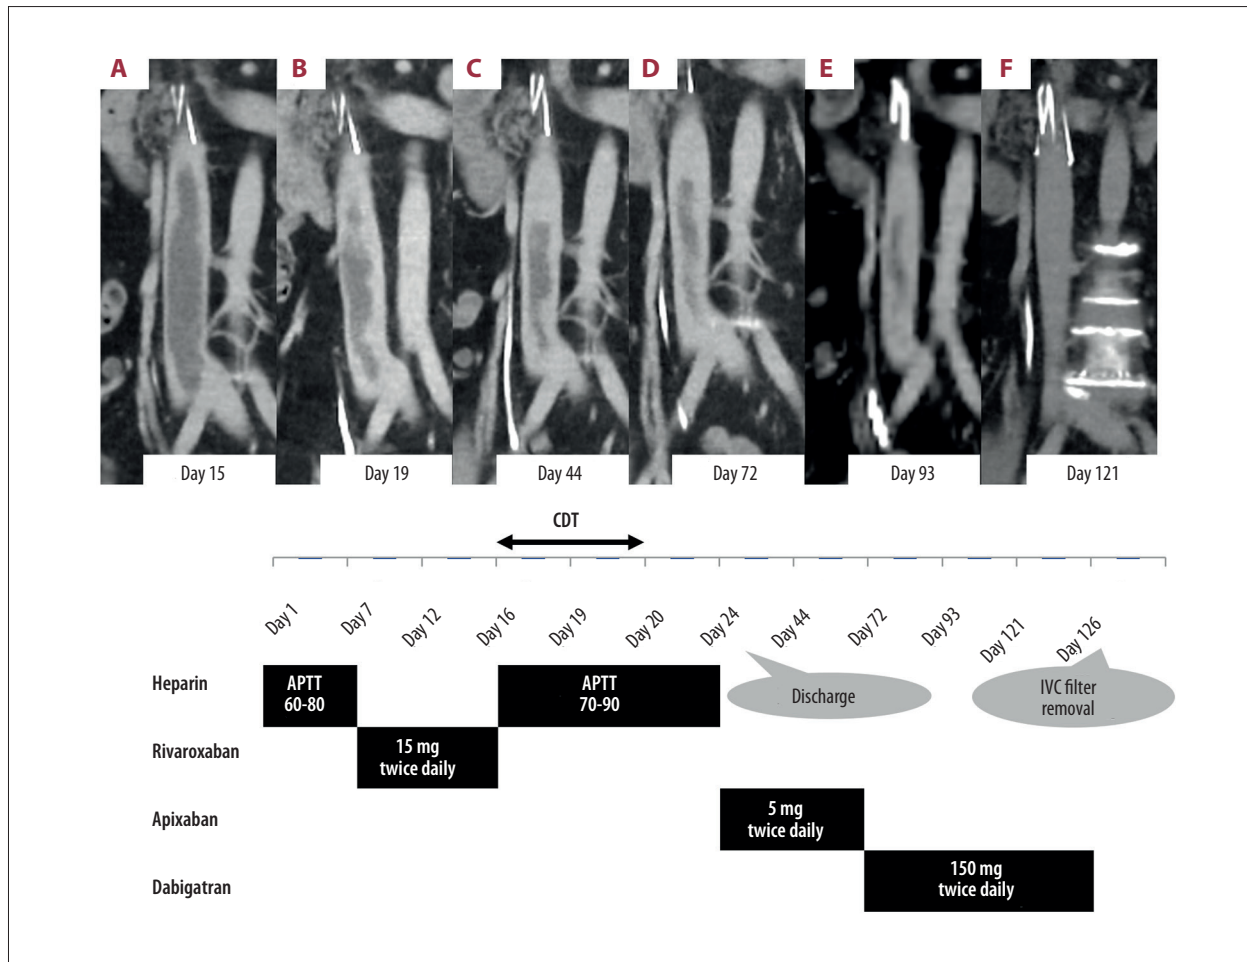 A
B
C
D
E
F
Day 15
Day 19
Day 44
Day 72
Day 93
Day 121
CDT
Day 1
Day 7
Day 12
Day 16
Day 19
Day 20
Day 24
Day 44
Day 72
Day 93
Day 121
Day 126
Heparin
APTT
60-80
APTT
70-90
Discharge
IVC filter
removal
Rivaroxaban
15 mg
twice daily
Apixaban
5 mg
twice daily
Dabigatran
150 mg
twice daily